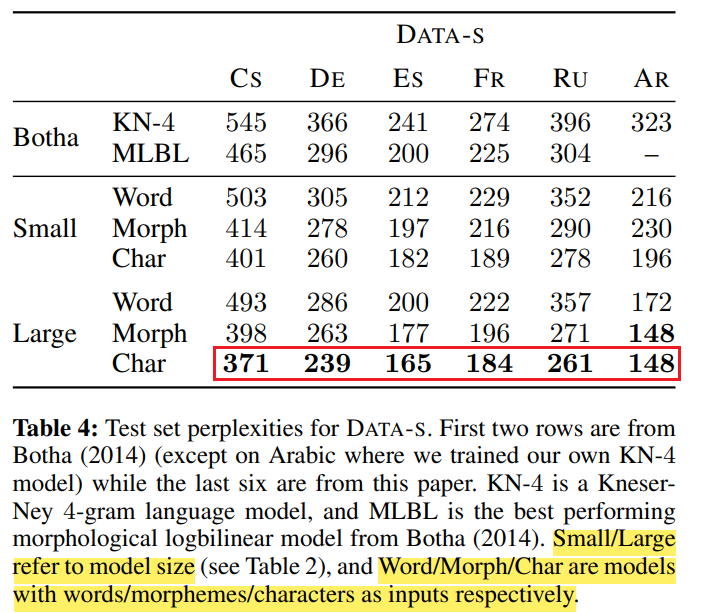 DATA-S
CS DE ES FR RU AR
Botha KN-4 545 366 241 274 396 323
MLBL 465 296 200 225 304 –
Small Word 503 305 212 229 352 216
Morph 414 278 197 216 290 230
Char 401 260 182 189 278 196
Large Word 493 286 200 222 357 172
Morph 398 263 177 196 271 148
Char 371 239 165 184 261 148
Table 4: Test set perplexities for DATA-S. First two rows are from
Botha (2014) (except on Arabic where we trained our own KN-4
model) while the last six are from this paper. KN-4 is a Kneser-
Ney 4-gram language model, and MLBL is the best performing
morphological logbilinear model from Botha (2014). Small/Large
refer to model size (see Table 2), and Word/Morph/Char are models
with words/morphemes/characters as inputs respectively.